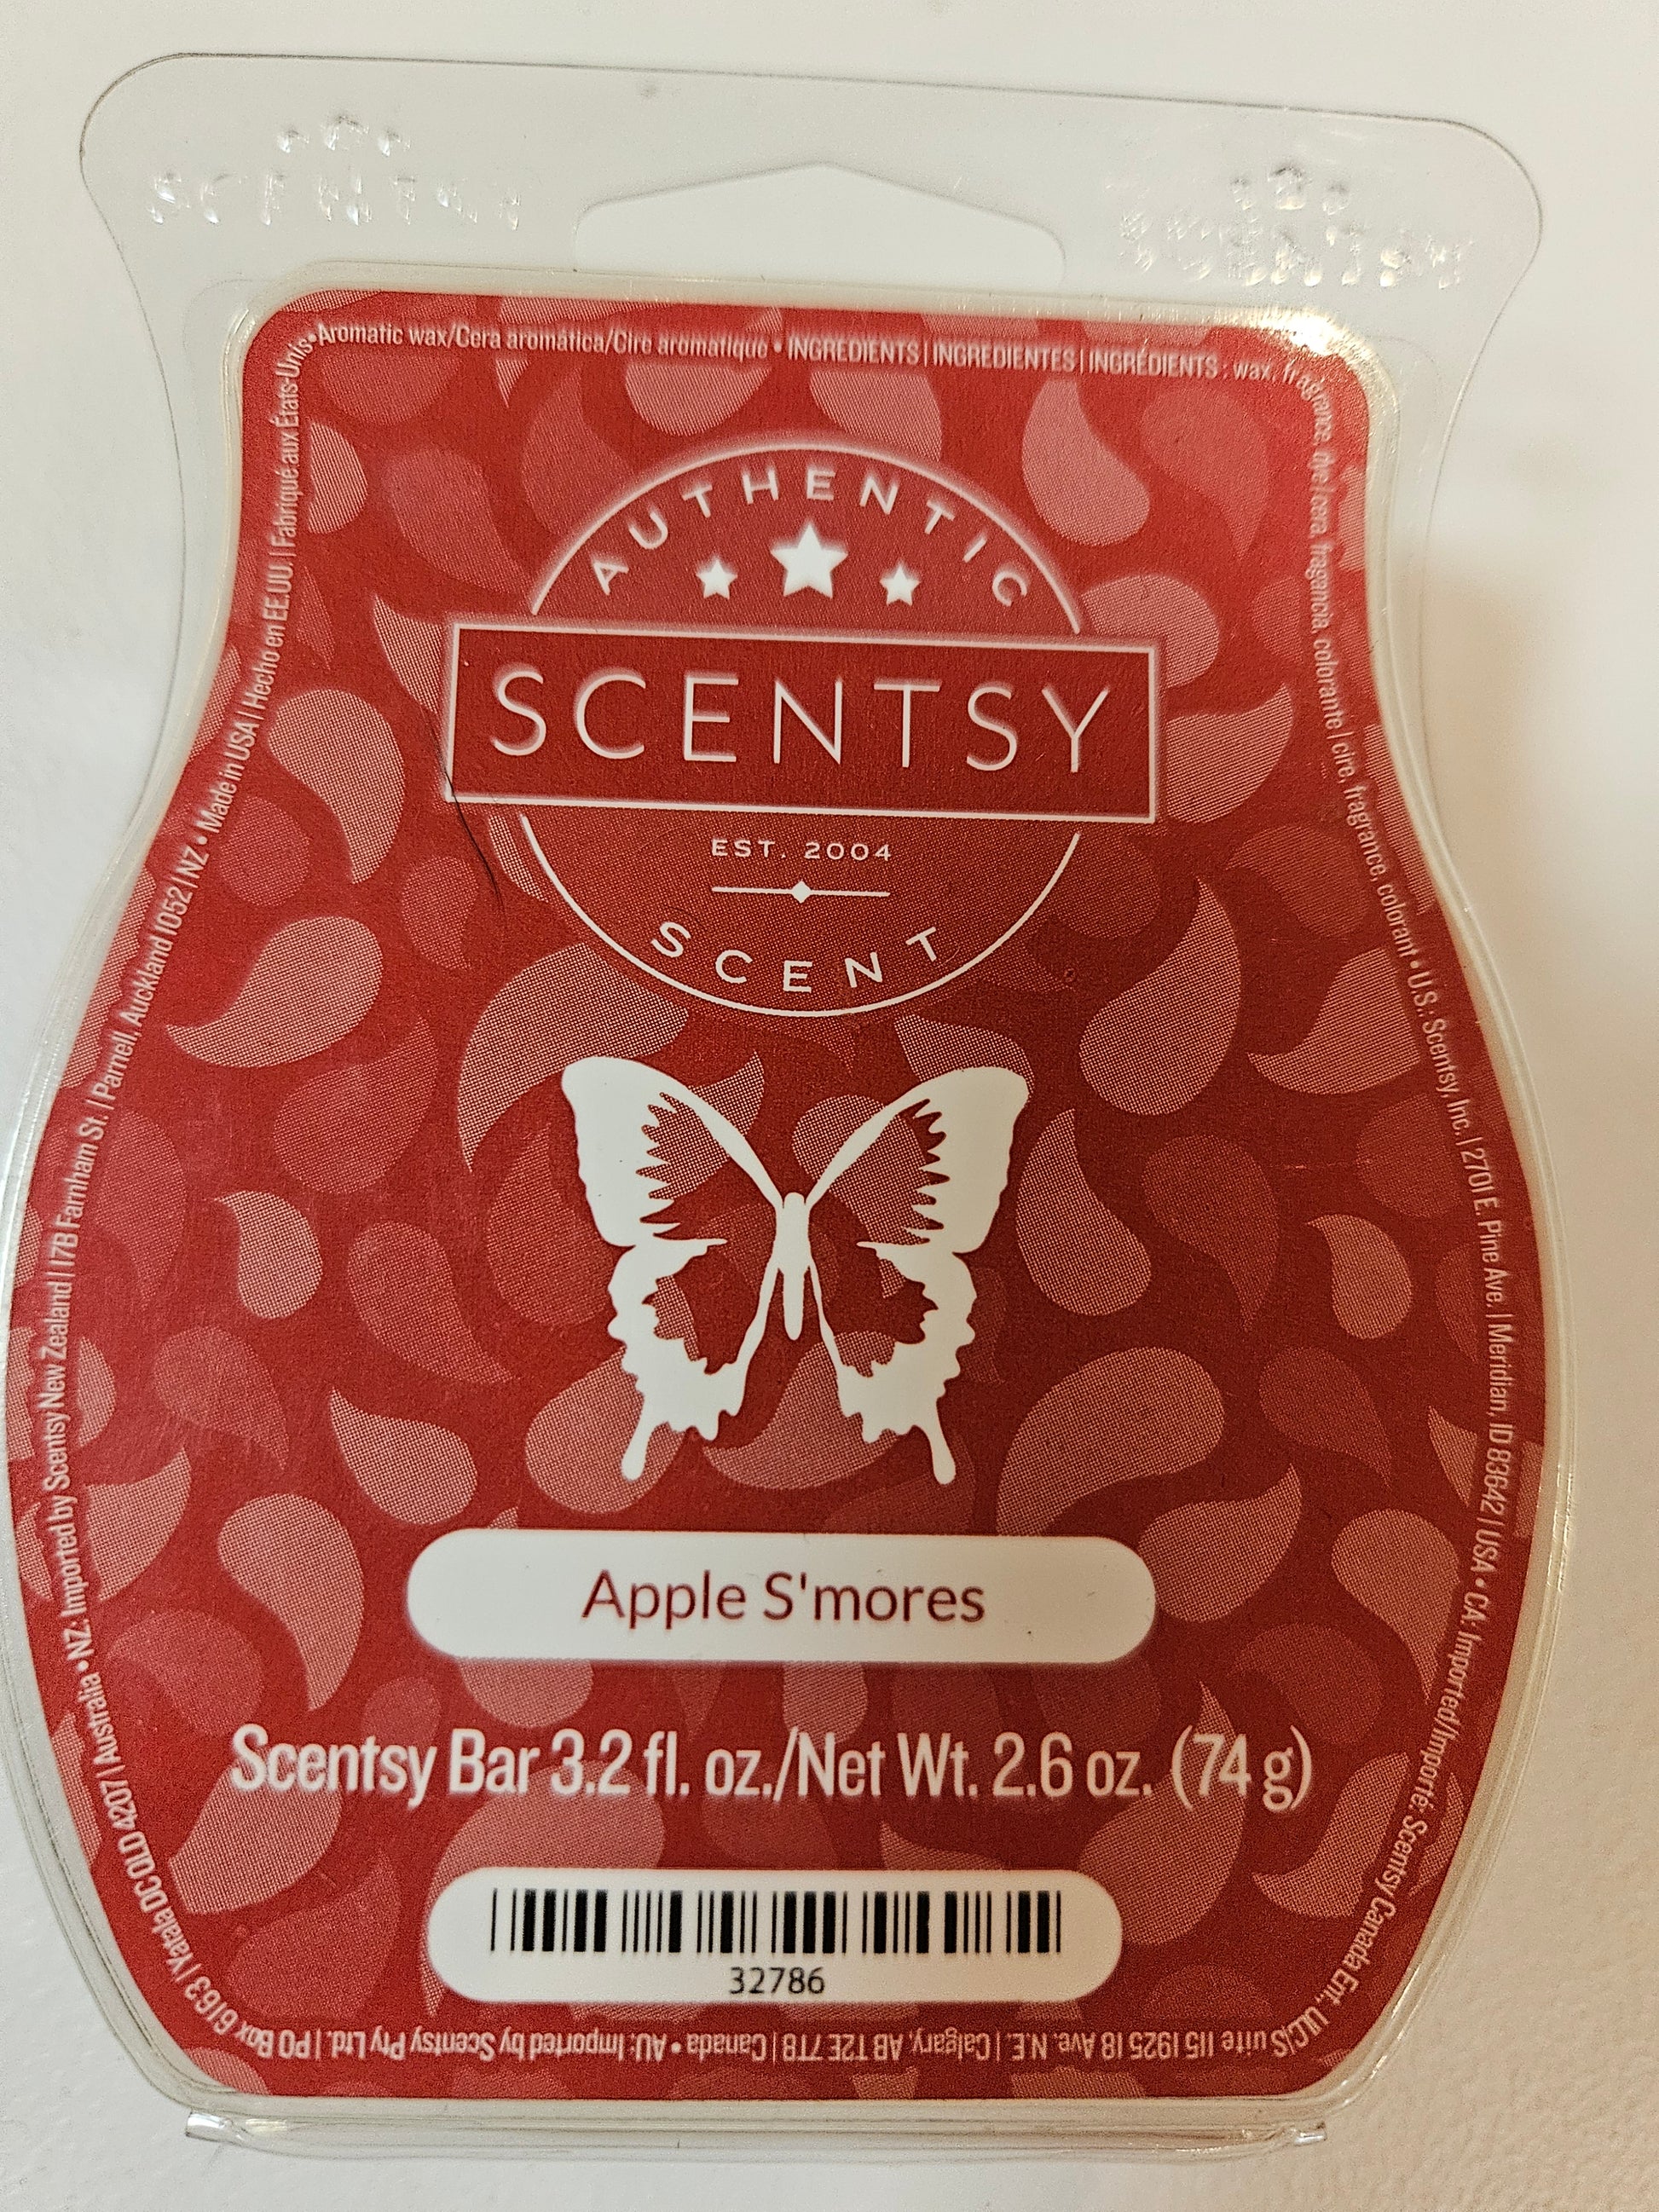 SCENTSY
SCENTSY
•Aromatic wax/Cera aromática/Cire aromatique • INGREDIENTS | INGREDIENTES | INGRÉDIENTS : wax, fragrance, dye | cera, fragancia, colorante | cire, fragrance, colorant • U.S.: Scentsy, Inc. | 2701 E. Pine Ave. | Meridian, ID 83642 | USA • CA: Imported/Importé: Scentsy Canada Ent., ULC|Suite 115 1925 18 Ave. N.E. | Calgary, AB T2E 7T8 | Canada • AU: Imported by Scentsy Pty Ltd. | PO Box 6163 | Yatala DC QLD 4207 | Australia • NZ: Imported by Scentsy New Zealand | 17B Farnham St. | Parnell, Auckland 1052 | NZ • Made in USA | Hecho en EE.UU. | Fabriqué aux États-Unis
AUTHENTIC
SCENTSY
EST. 2004
SCENT
Apple S'mores
Scentsy Bar 3.2 fl. oz./Net Wt. 2.6 oz. (74 g)
32786